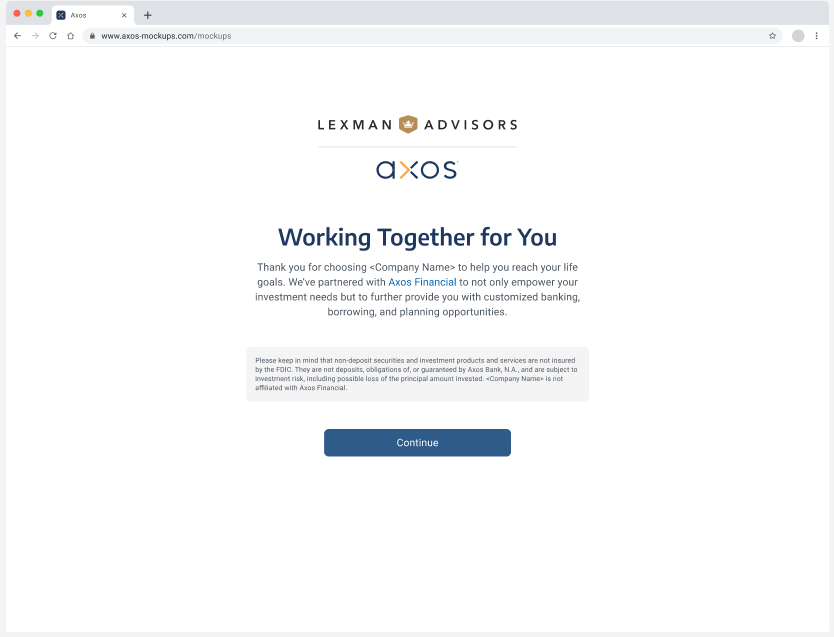 Axos
www.axos-mockups.com/mockups
LEXMAN ADVISORS
axos
Working Together for You
Thank you for choosing <Company Name> to help you reach your life
goals. We've partnered with Axos Financial to not only empower your
investment needs but to further provide you with customized banking,
borrowing, and planning opportunities.
Please keep in mind that non-deposit securities and investment products and services are not insured
by the FDIC. They are not deposits, obligations of, or guaranteed by Axos Bank, N.A., and are subject to
investment risk, including possible loss of the principal amount invested. <Company Name> is not
affiliated with Axos Financial.
Continue